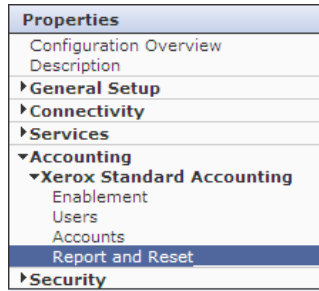 Properties
Configuration Overview
Description
General Setup
Connectivity
Services
Accounting
Xerox Standard Accounting
Enablement
Users
Accounts
Report and Reset
Security